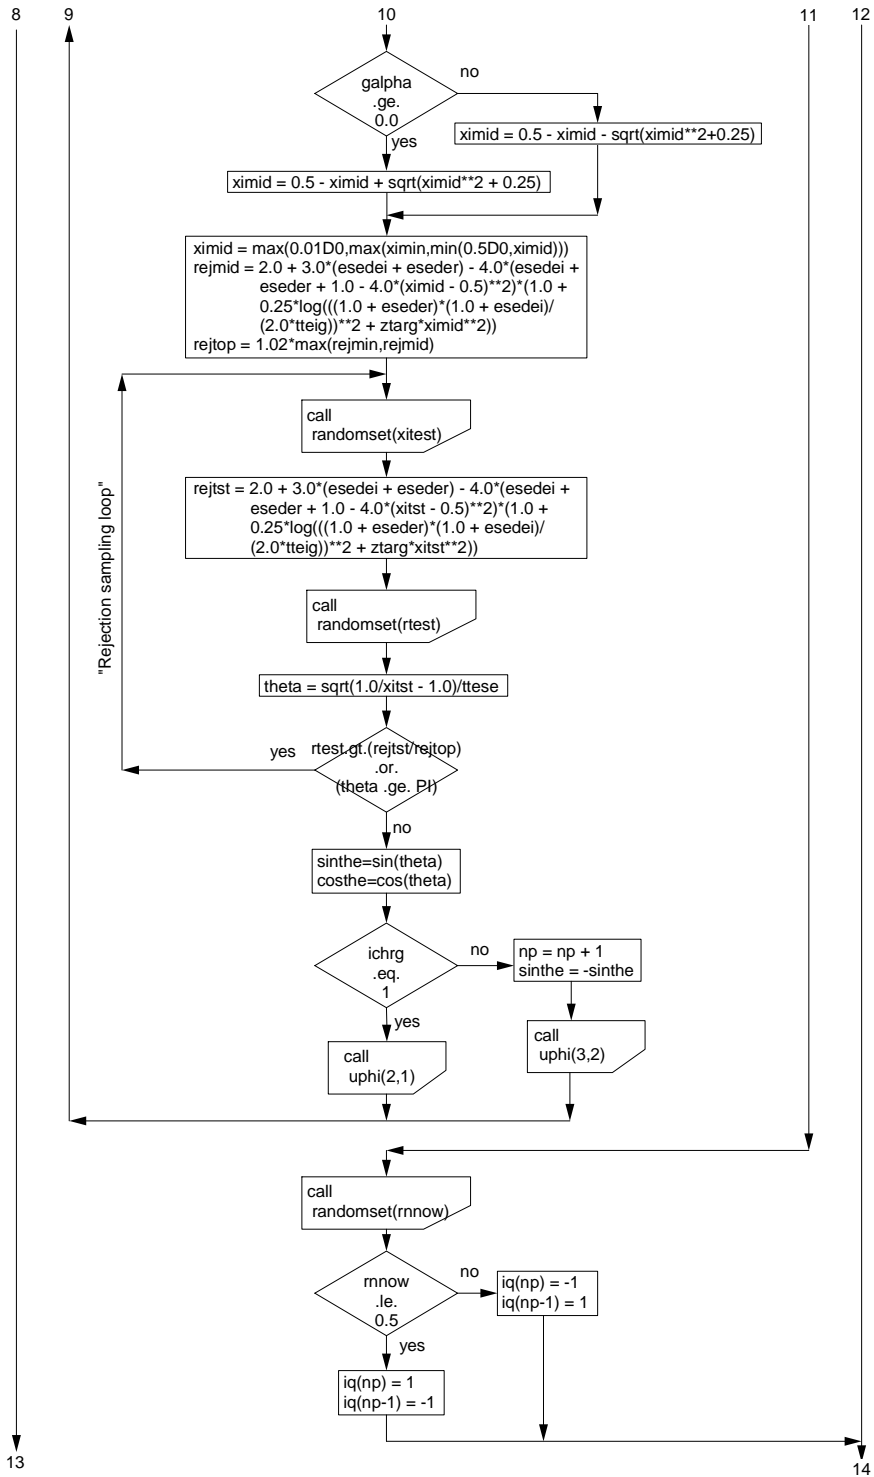 8
9
10
11
12
galpha
.ge.
0.0
no
yes
ximid = 0.5 - ximid - sqrt(ximid**2+0.25)
ximid = 0.5 - ximid + sqrt(ximid**2 + 0.25)
ximid = max(0.01D0,max(ximin,min(0.5D0,ximid)))
rejmid = 2.0 + 3.0*(esedei + eseder) - 4.0*(esedei +
eseder + 1.0 - 4.0*(ximid - 0.5)**2)*(1.0 +
0.25*log(((1.0 + eseder)*(1.0 + esedei)/
(2.0*tteig))**2 + ztarg*ximid**2))
rejtop = 1.02*max(rejmin,rejmid)
"Rejection sampling loop"
call
randomset(xitest)
rejtst = 2.0 + 3.0*(esedei + eseder) - 4.0*(esedei +
eseder + 1.0 - 4.0*(xitst - 0.5)**2)*(1.0 +
0.25*log(((1.0 + eseder)*(1.0 + esedei)/
(2.0*tteig))**2 + ztarg*xitst**2))
call
randomset(rtest)
theta = sqrt(1.0/xitst - 1.0)/ttese
yes
rtest.gt.(rejtst/rejtop)
.or.
(theta .ge. PI)
no
sinthe=sin(theta)
costhe=cos(theta)
ichrg
.eq.
1
no
np = np + 1
sinthe = -sinthe
yes
call
uphi(2,1)
call
uphi(3,2)
call
randomset(rnnow)
rnnow
.le.
0.5
no
iq(np) = -1
iq(np-1) = 1
yes
iq(np) = 1
iq(np-1) = -1
13
14